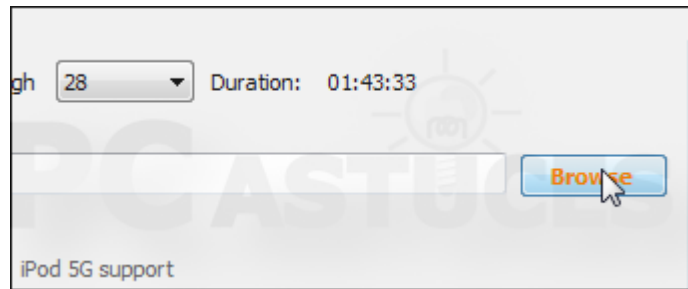 gh 28 Duration: 01:43:33
Browse
PC ASTUCES
iPod 5G support